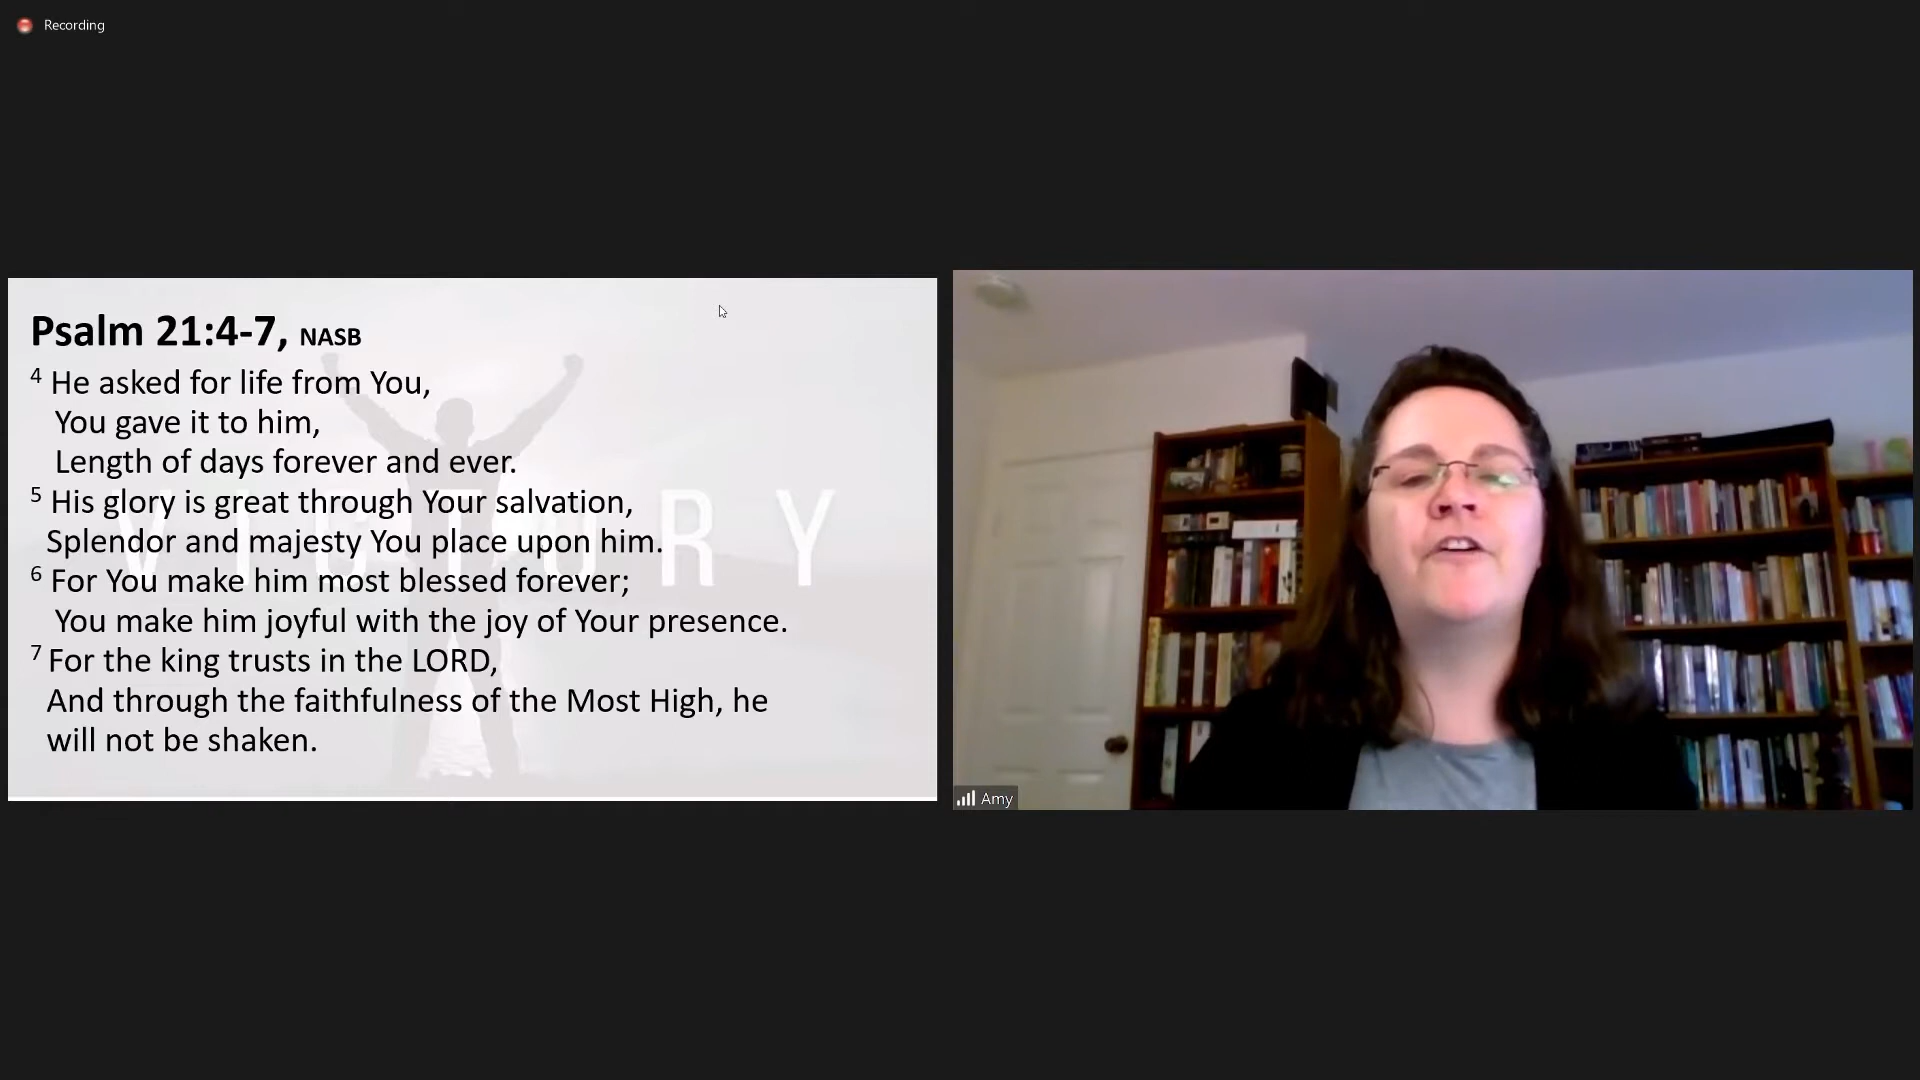 Recording
Psalm 21:4-7, NASB
4 He asked for life from You,
You gave it to him,
Length of days forever and ever.
5 His glory is great through Your salvation,
Splendor and majesty You place upon him.
6 For You make him most blessed forever;
You make him joyful with the joy of Your presence.
7 For the king trusts in the LORD,
And through the faithfulness of the Most High, he
will not be shaken.
VICTORY
Amy